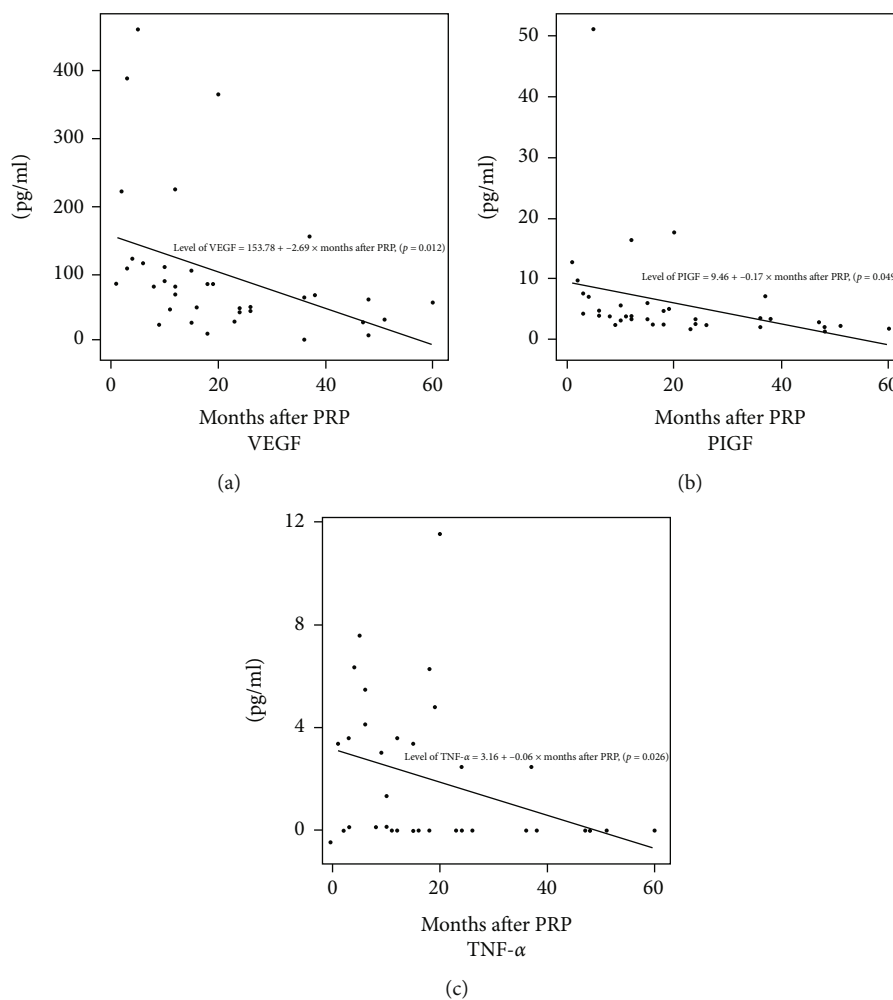 400
300
200
100
0
(pg/ml)
Level of VEGF = 153.78 + −2.69 × months after PRP, (p = 0.012)
0 20 40 60
Months after PRP
VEGF
(a)
50
40
30
20
10
0
(pg/ml)
Level of PIGF = 9.46 + −0.17 × months after PRP, (p = 0.049
0 20 40 60
Months after PRP
PIGF
(b)
12
8
4
0
(pg/ml)
Level of TNF-α = 3.16 + −0.06 × months after PRP, (p = 0.026)
0 20 40 60
Months after PRP
TNF-α
(c)